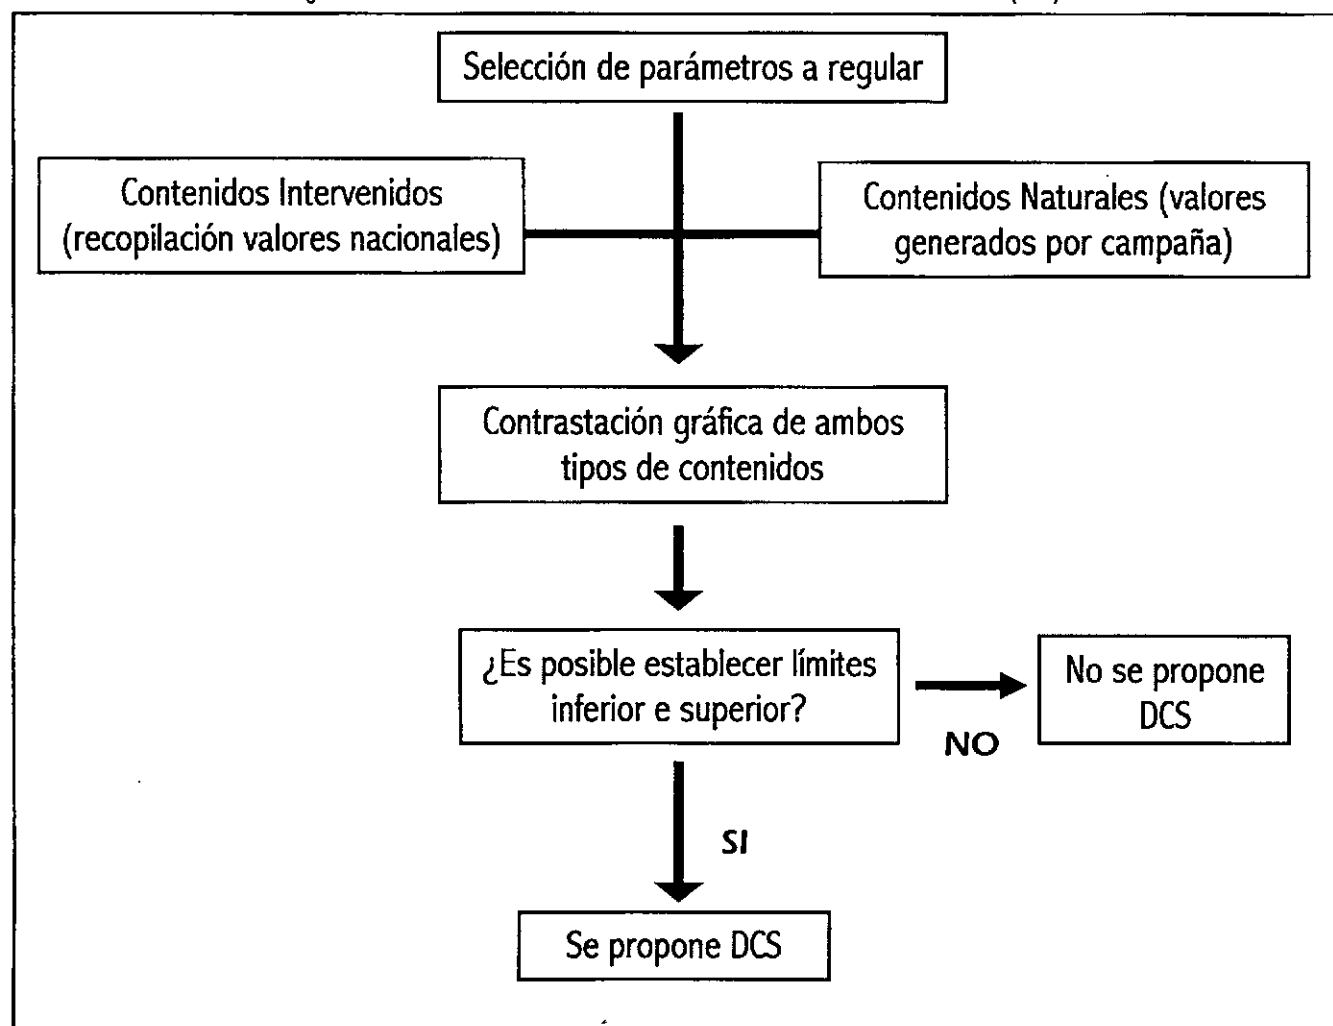 Selección de parámetros a regular
Contenidos Intervenidos
(recopilación valores nacionales)
Contenidos Naturales (valores
generados por campaña)
Contrastación gráfica de ambos
tipos de contenidos
¿Es posible establecer límites
inferior e superior?
No se propone
DCS
NO
SI
Se propone DCS